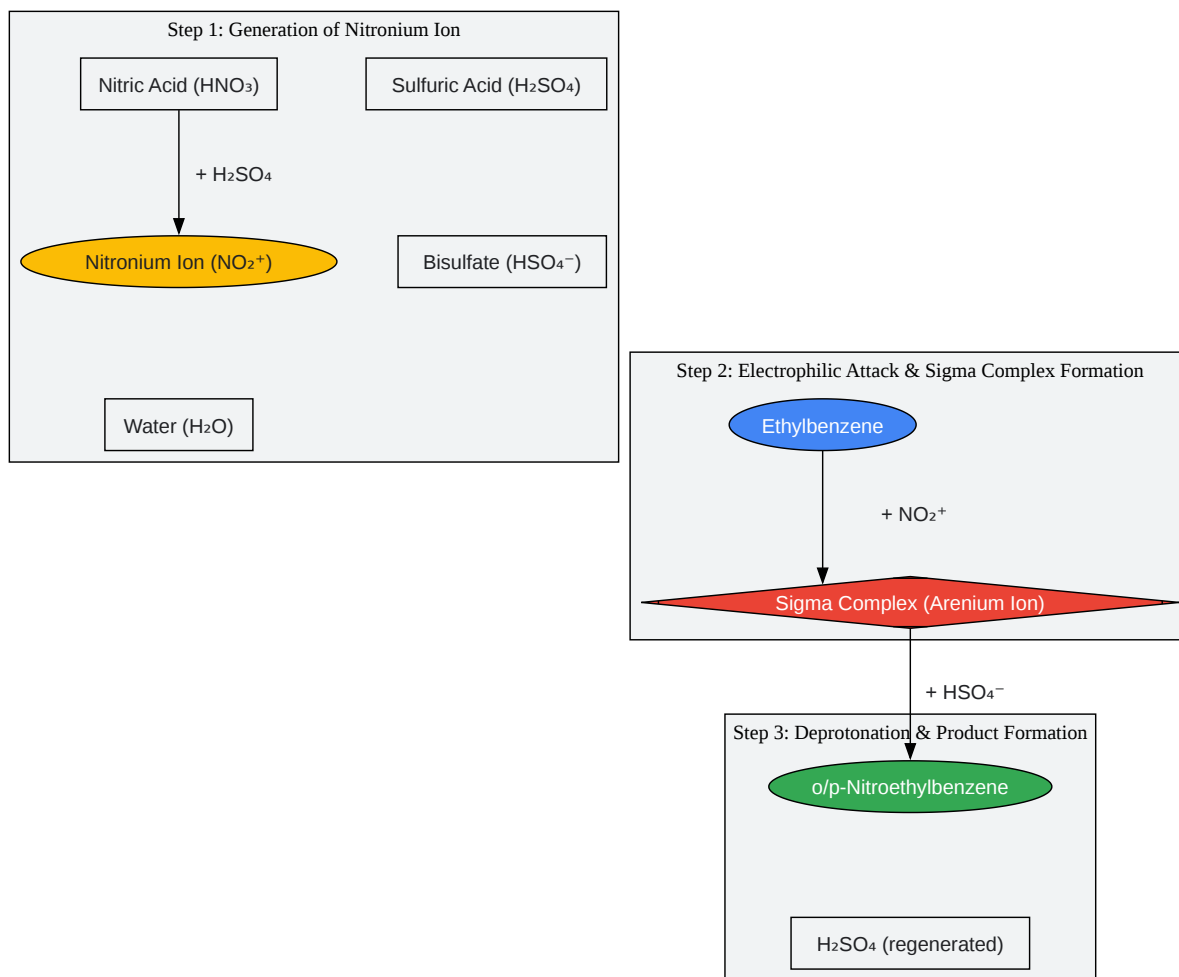 Step 1: Generation of Nitronium Ion
Nitric Acid (HNO₃)
Sulfuric Acid (H₂SO₄)
+ H₂SO₄
Nitronium Ion (NO₂⁺)
Bisulfate (HSO₄⁻)
Water (H₂O)
Step 2: Electrophilic Attack & Sigma Complex Formation
Ethylbenzene
+ NO₂⁺
Sigma Complex (Arenium Ion)
+ HSO₄⁻
Step 3: Deprotonation & Product Formation
o/p-Nitroethylbenzene
H₂SO₄ (regenerated)